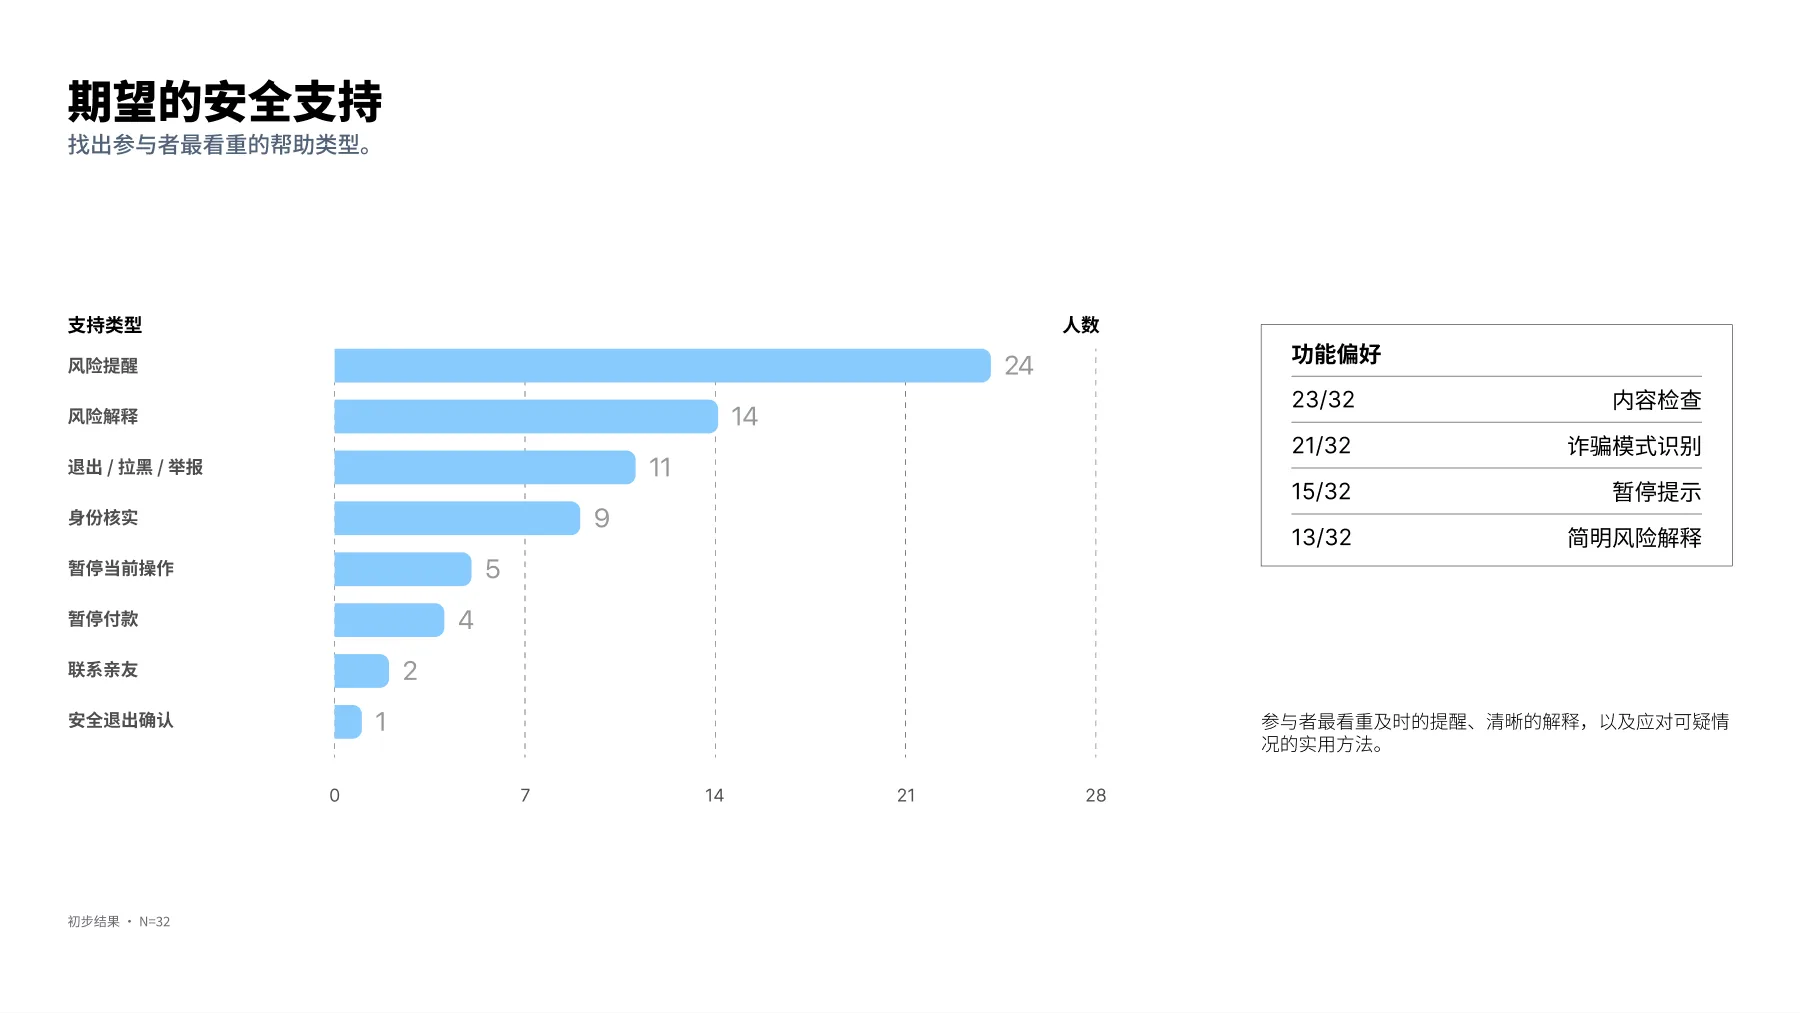 期望的安全支持
找出参与者最看重的帮助类型。
支持类型
人数
风险提醒
24
风险解释
14
退出 / 拉黑 / 举报
11
身份核实
9
暂停当前操作
5
暂停付款
4
联系亲友
2
安全退出确认
1
0 7 14 21 28
功能偏好
23/32 内容检查
21/32 诈骗模式识别
15/32 暂停提示
13/32 简明风险解释
参与者最看重及时的提醒、清晰的解释，以及应对可疑情
况的实用方法。
初步结果 • N=32